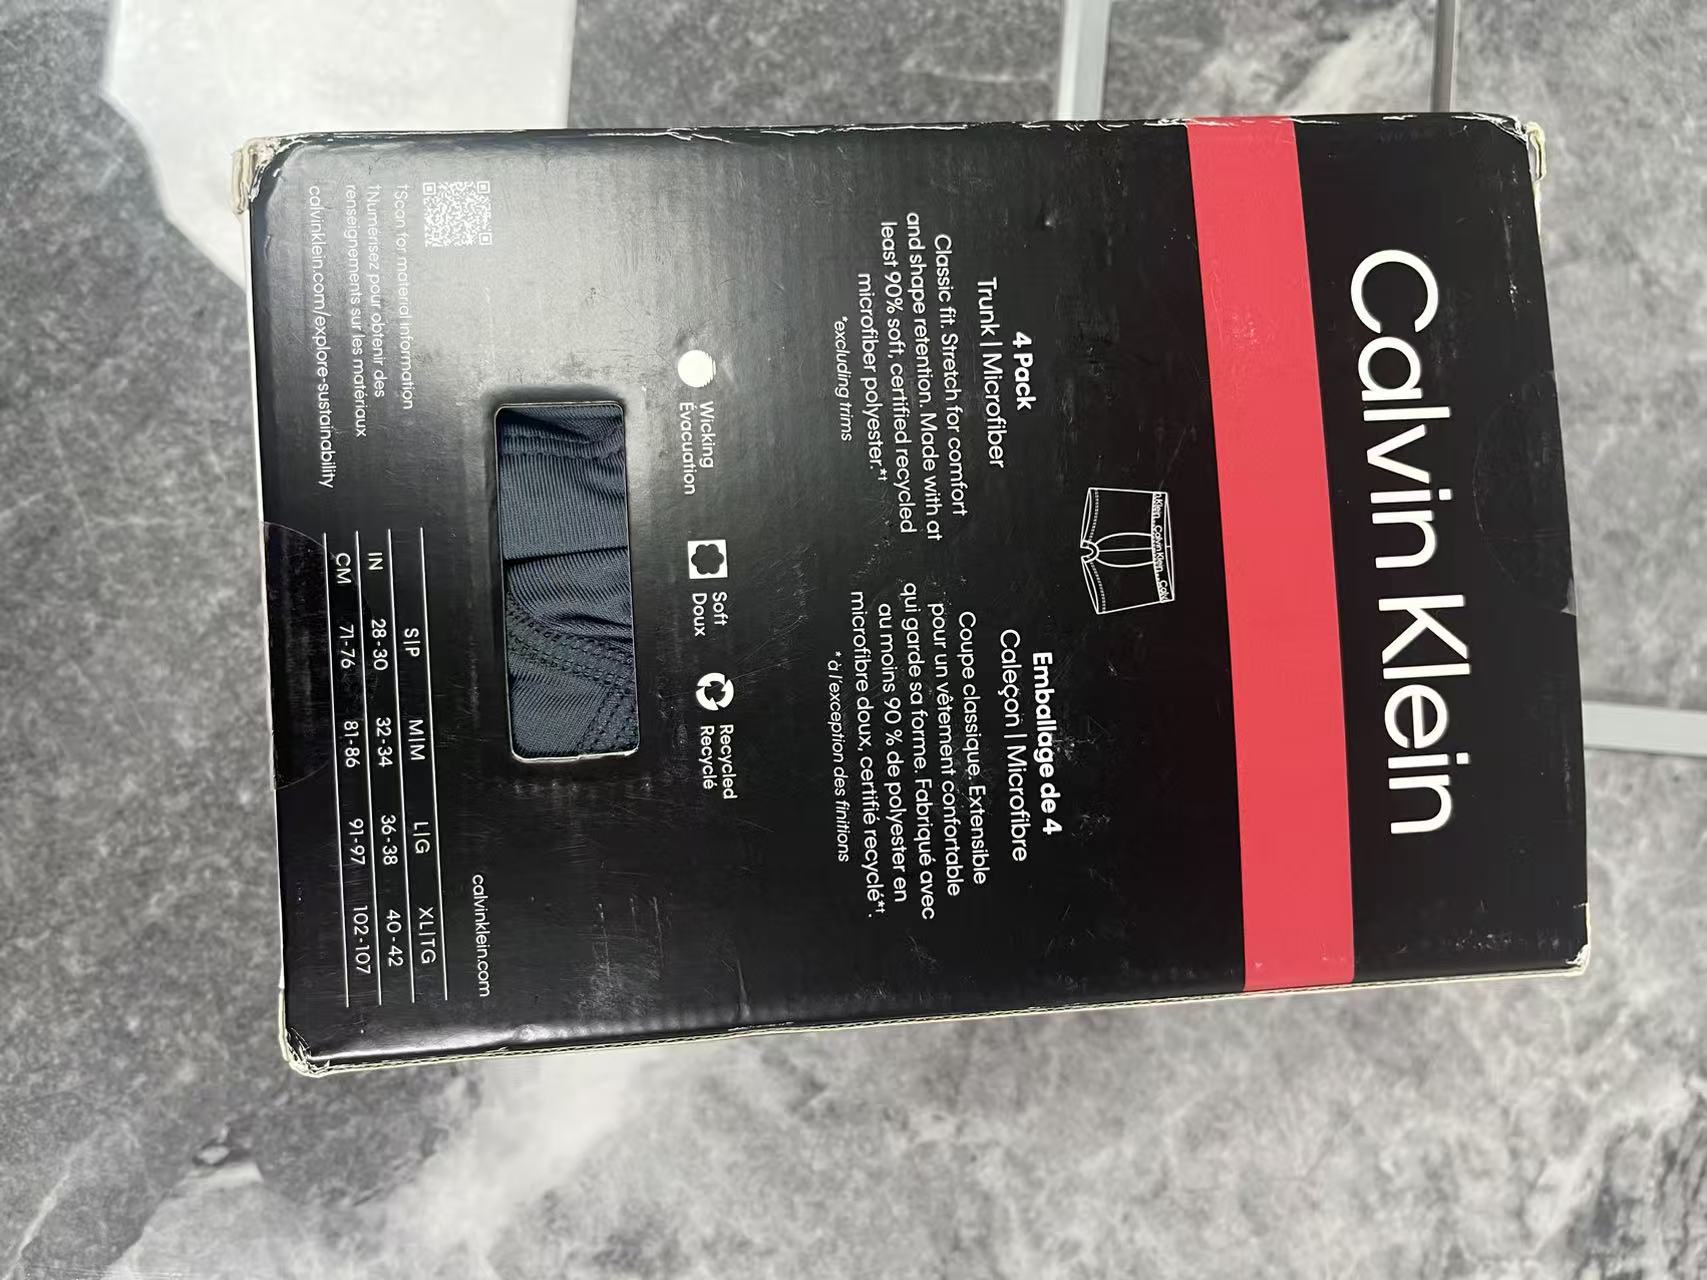 Calvin Klein
n Klein Calvin Klein Calvi
4 Pack
Trunk | Microfiber
Classic fit. Stretch for comfort
and shape retention. Made with at
least 90% soft, certified recycled
microfiber polyester.*†
*excluding trims
Emballage de 4
Caleçon | Microfibre
Coupe classique. Extensible
pour un vêtement confortable
qui garde sa forme. Fabriqué avec
au moins 90 % de polyester en
microfibre doux, certifié recyclé*†.
*à l'exception des finitions
Wicking
Évacuation
Soft
Doux
Recycled
Recyclé
†Scan for material information
†Numérisez pour obtenir des
renseignements sur les matériaux
calvinklein.com/explore-sustainability
calvinklein.com
S|P M|M L|G XL|TG
IN 28-30 32-34 36-38 40-42
CM 71-76 81-86 91-97 102-107